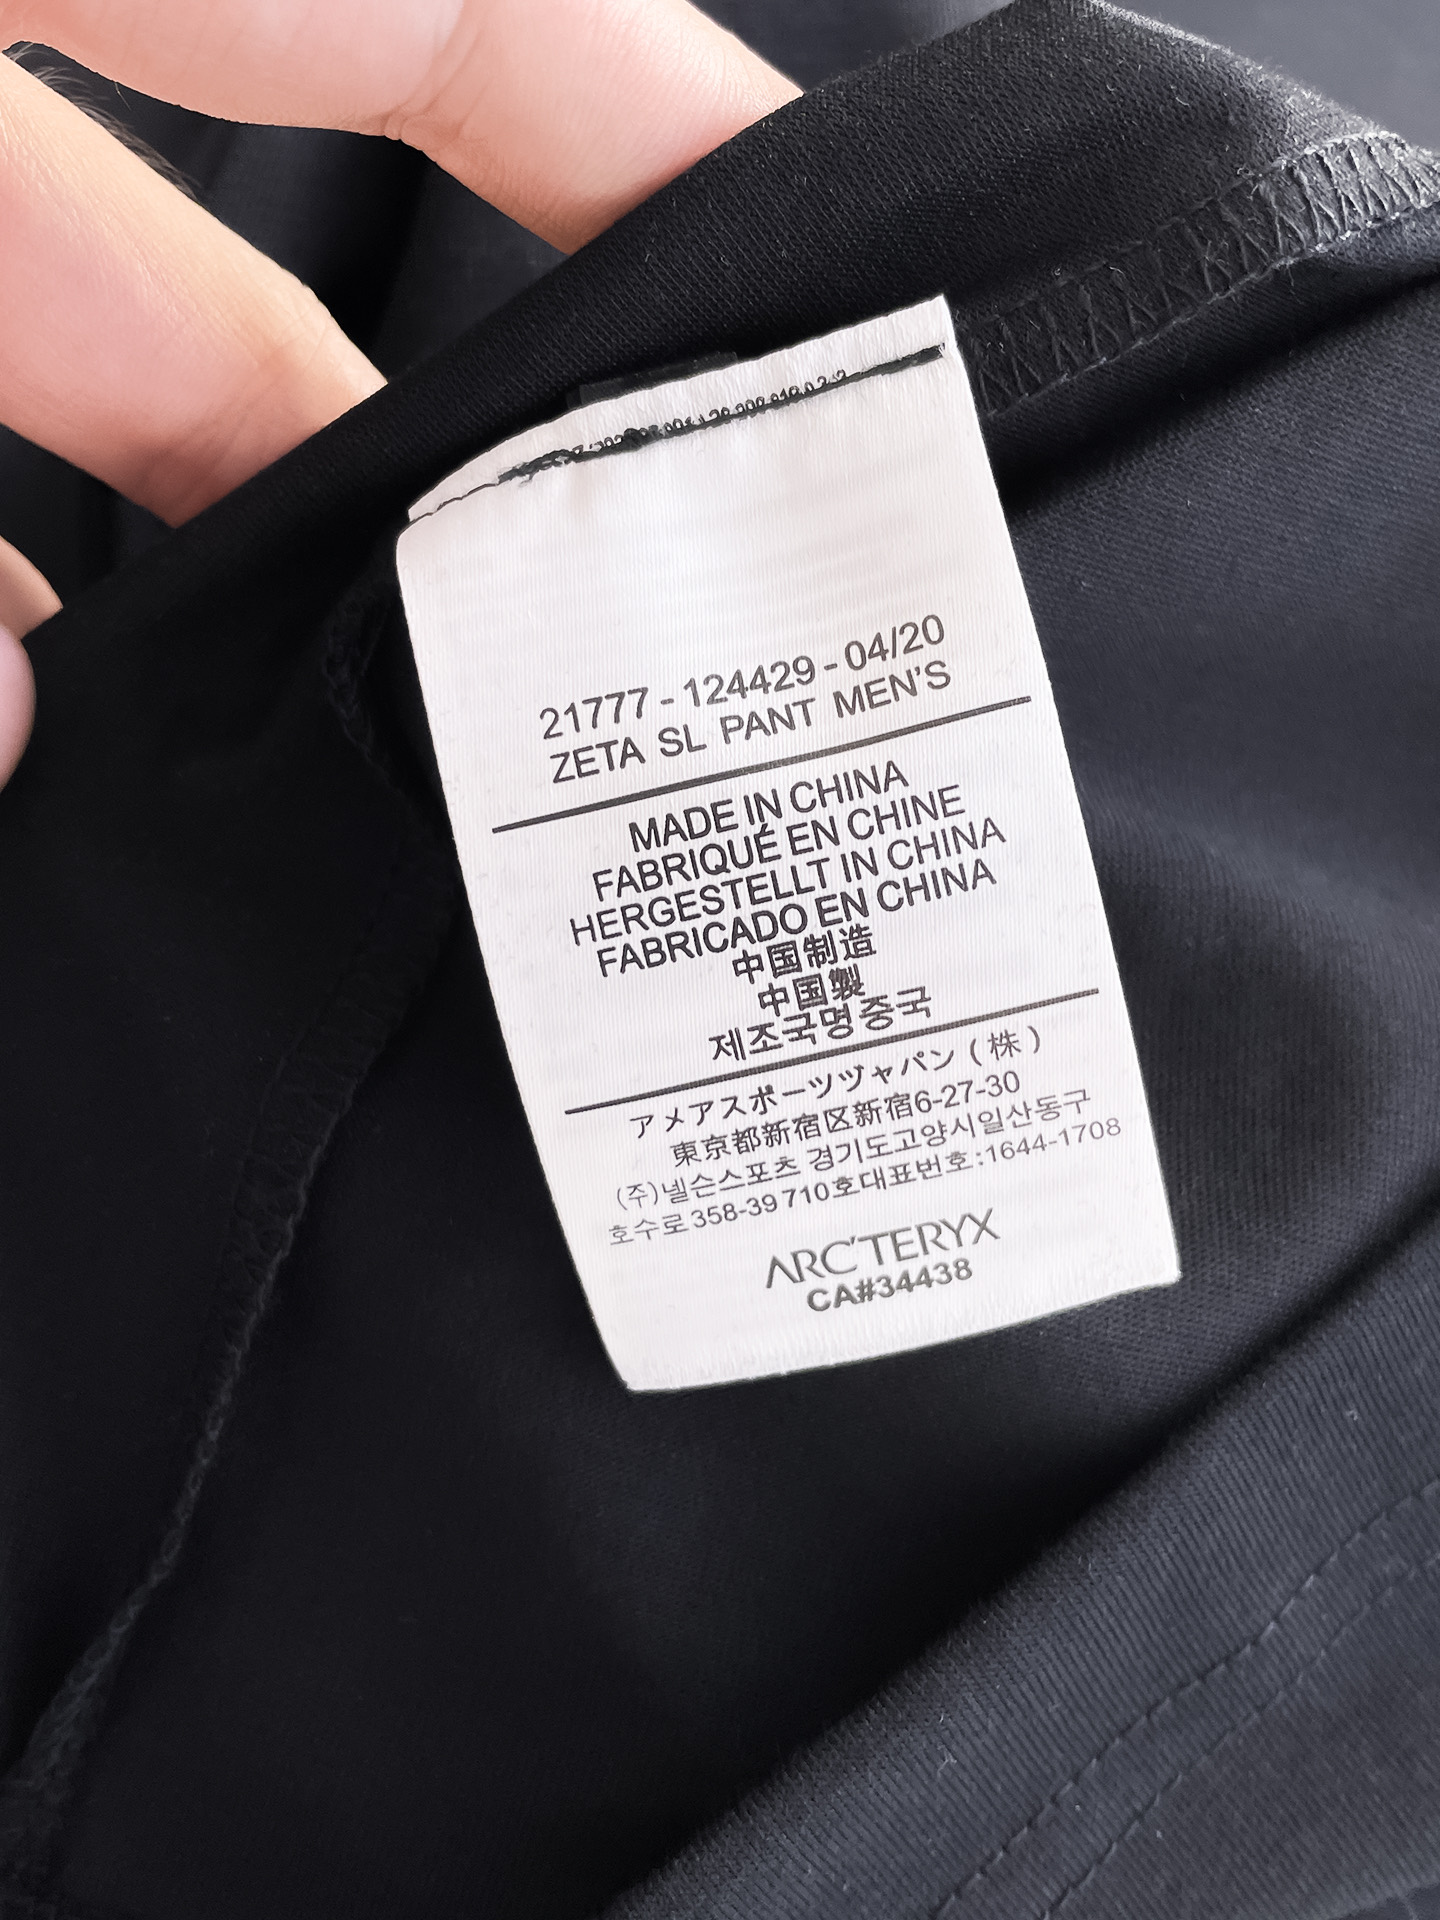 21777 - 124429 - 04/20
ZETA SL PANT MEN'S
MADE IN CHINA
FABRIQUÉ EN CHINE
HERGESTELLT IN CHINA
FABRICADO EN CHINA
中国制造
中国製
제조국명중국
アメアスポーツヅャパン(株)
東京都新宿区新宿6-27-30
(주)넬슨스포츠 경기도고양시일산동구
호수로358-39 710호대표번호:1644-1708
ARC'TERYX
CA#34438